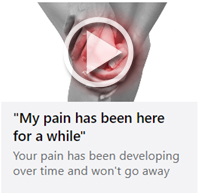 "My pain has been here
for a while"
Your pain has been developing
over time and won't go away